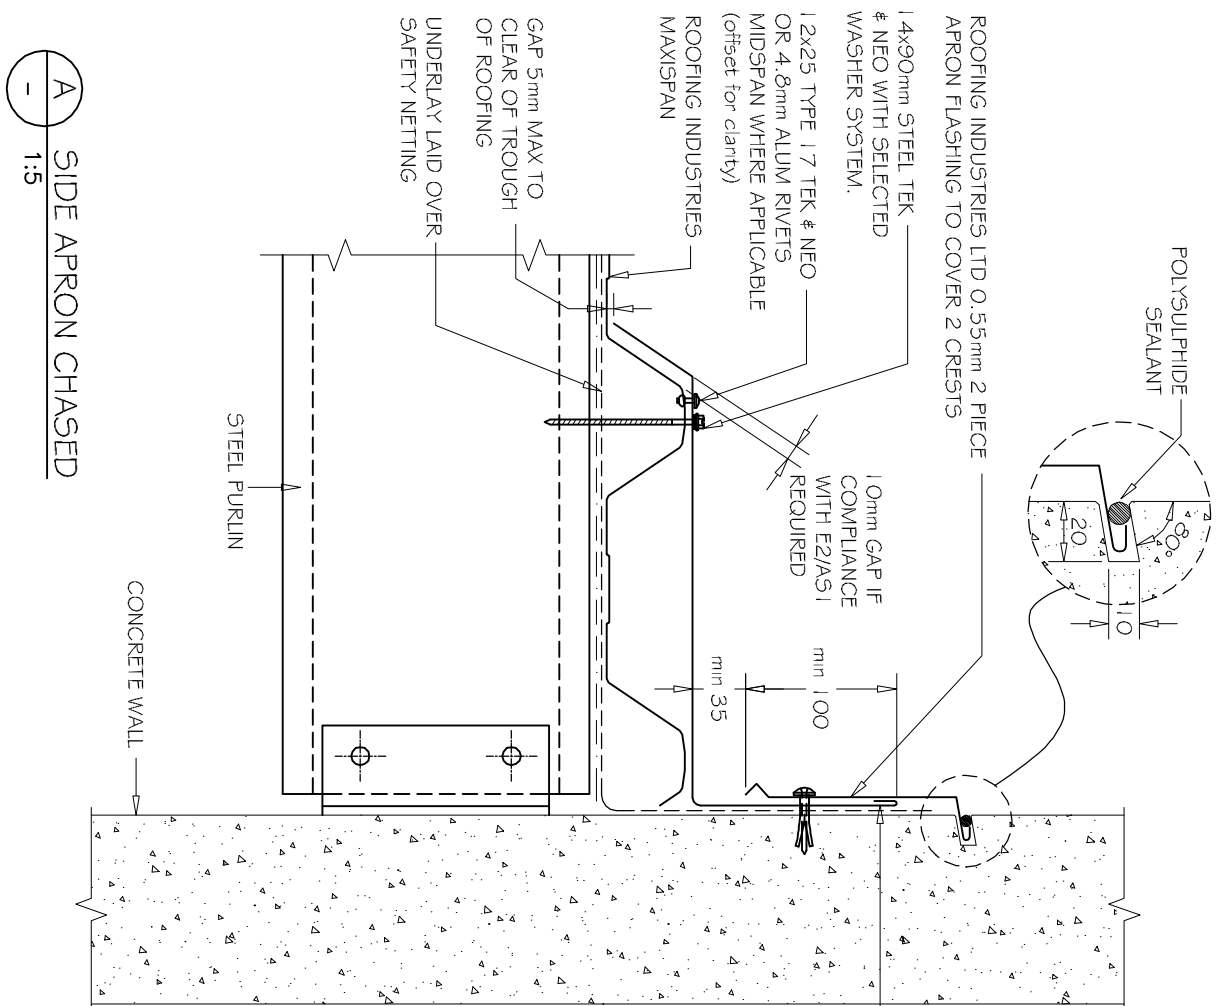 POLYSULPHIDE
SEALANT
80°
20
10
ROOFING INDUSTRIES LTD 0.55mm 2 PIECE
APRON FLASHING TO COVER 2 CRESTS
14x90mm STEEL TEK
& NEO WITH SELECTED
WASHER SYSTEM.
12x25 TYPE 17 TEK & NEO
OR 4.8mm ALUM RIVETS
MIDSPAN WHERE APPLICABLE
(offset for clarity)
ROOFING INDUSTRIES
MAXISPAN
GAP 5mm MAX TO
CLEAR OF TROUGH
OF ROOFING
UNDERLAY LAID OVER
SAFETY NETTING
10mm GAP IF
COMPLIANCE
WITH E2/AS1
REQUIRED
min 100
min 35
STEEL PURLIN
CONCRETE WALL
A
-
SIDE APRON CHASED
1:5